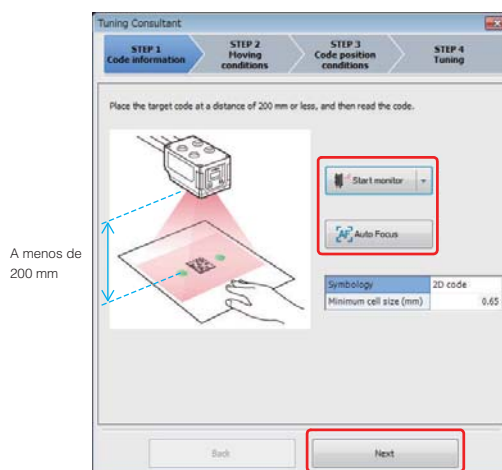 Tuning Consultant
STEP 1
Code information
STEP 2
Moving
conditions
STEP 3
Code position
conditions
STEP 4
Tuning
Place the target code at a distance of 200 mm or less, and then read the code.
Start monitor
AF Auto Focus
A menos de
200 mm
Symbology 2D code
Minimum cell size (mm) 0.65
Back Next